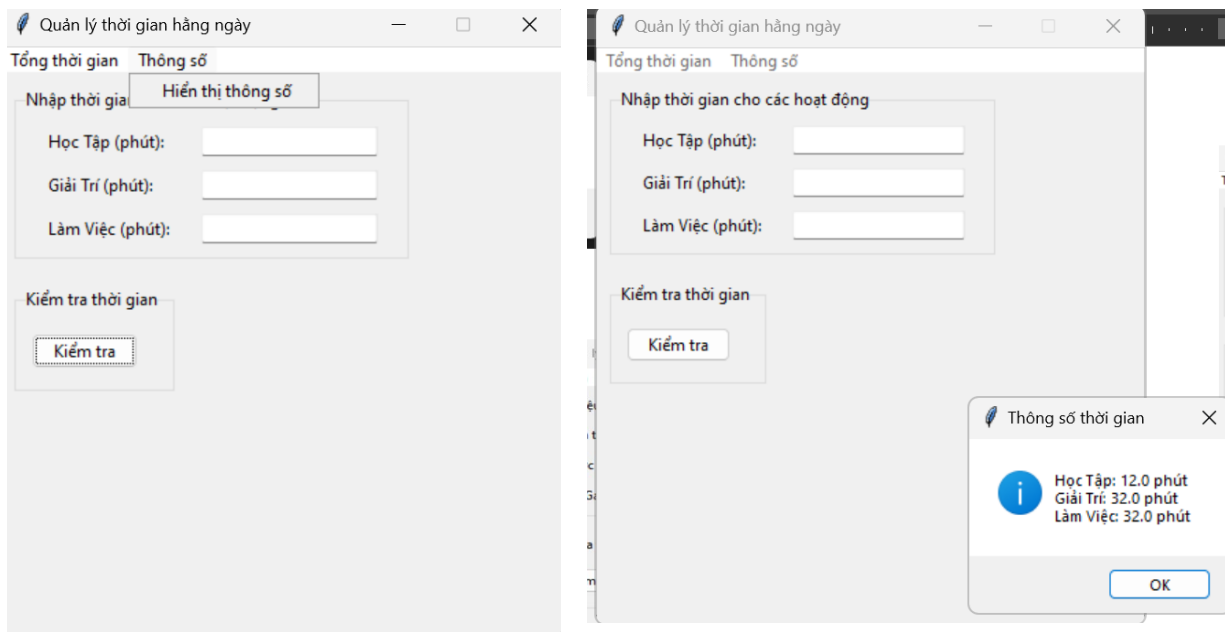 Quản lý thời gian hằng ngày
Tổng thời gian Thông số
Hiển thị thông số
Nhập thời
Học Tập (phút):
Giải Trí (phút):
Làm Việc (phút):
Kiểm tra thời gian
Kiểm tra
Quản lý thời gian hằng ngày
Tổng thời gian Thông số
Nhập thời gian cho các hoạt động
Học Tập (phút):
Giải Trí (phút):
Làm Việc (phút):
Kiểm tra thời gian
Kiểm tra
Thông số thời gian
Học Tập: 12.0 phút
Giải Trí: 32.0 phút
Làm Việc: 32.0 phút
OK